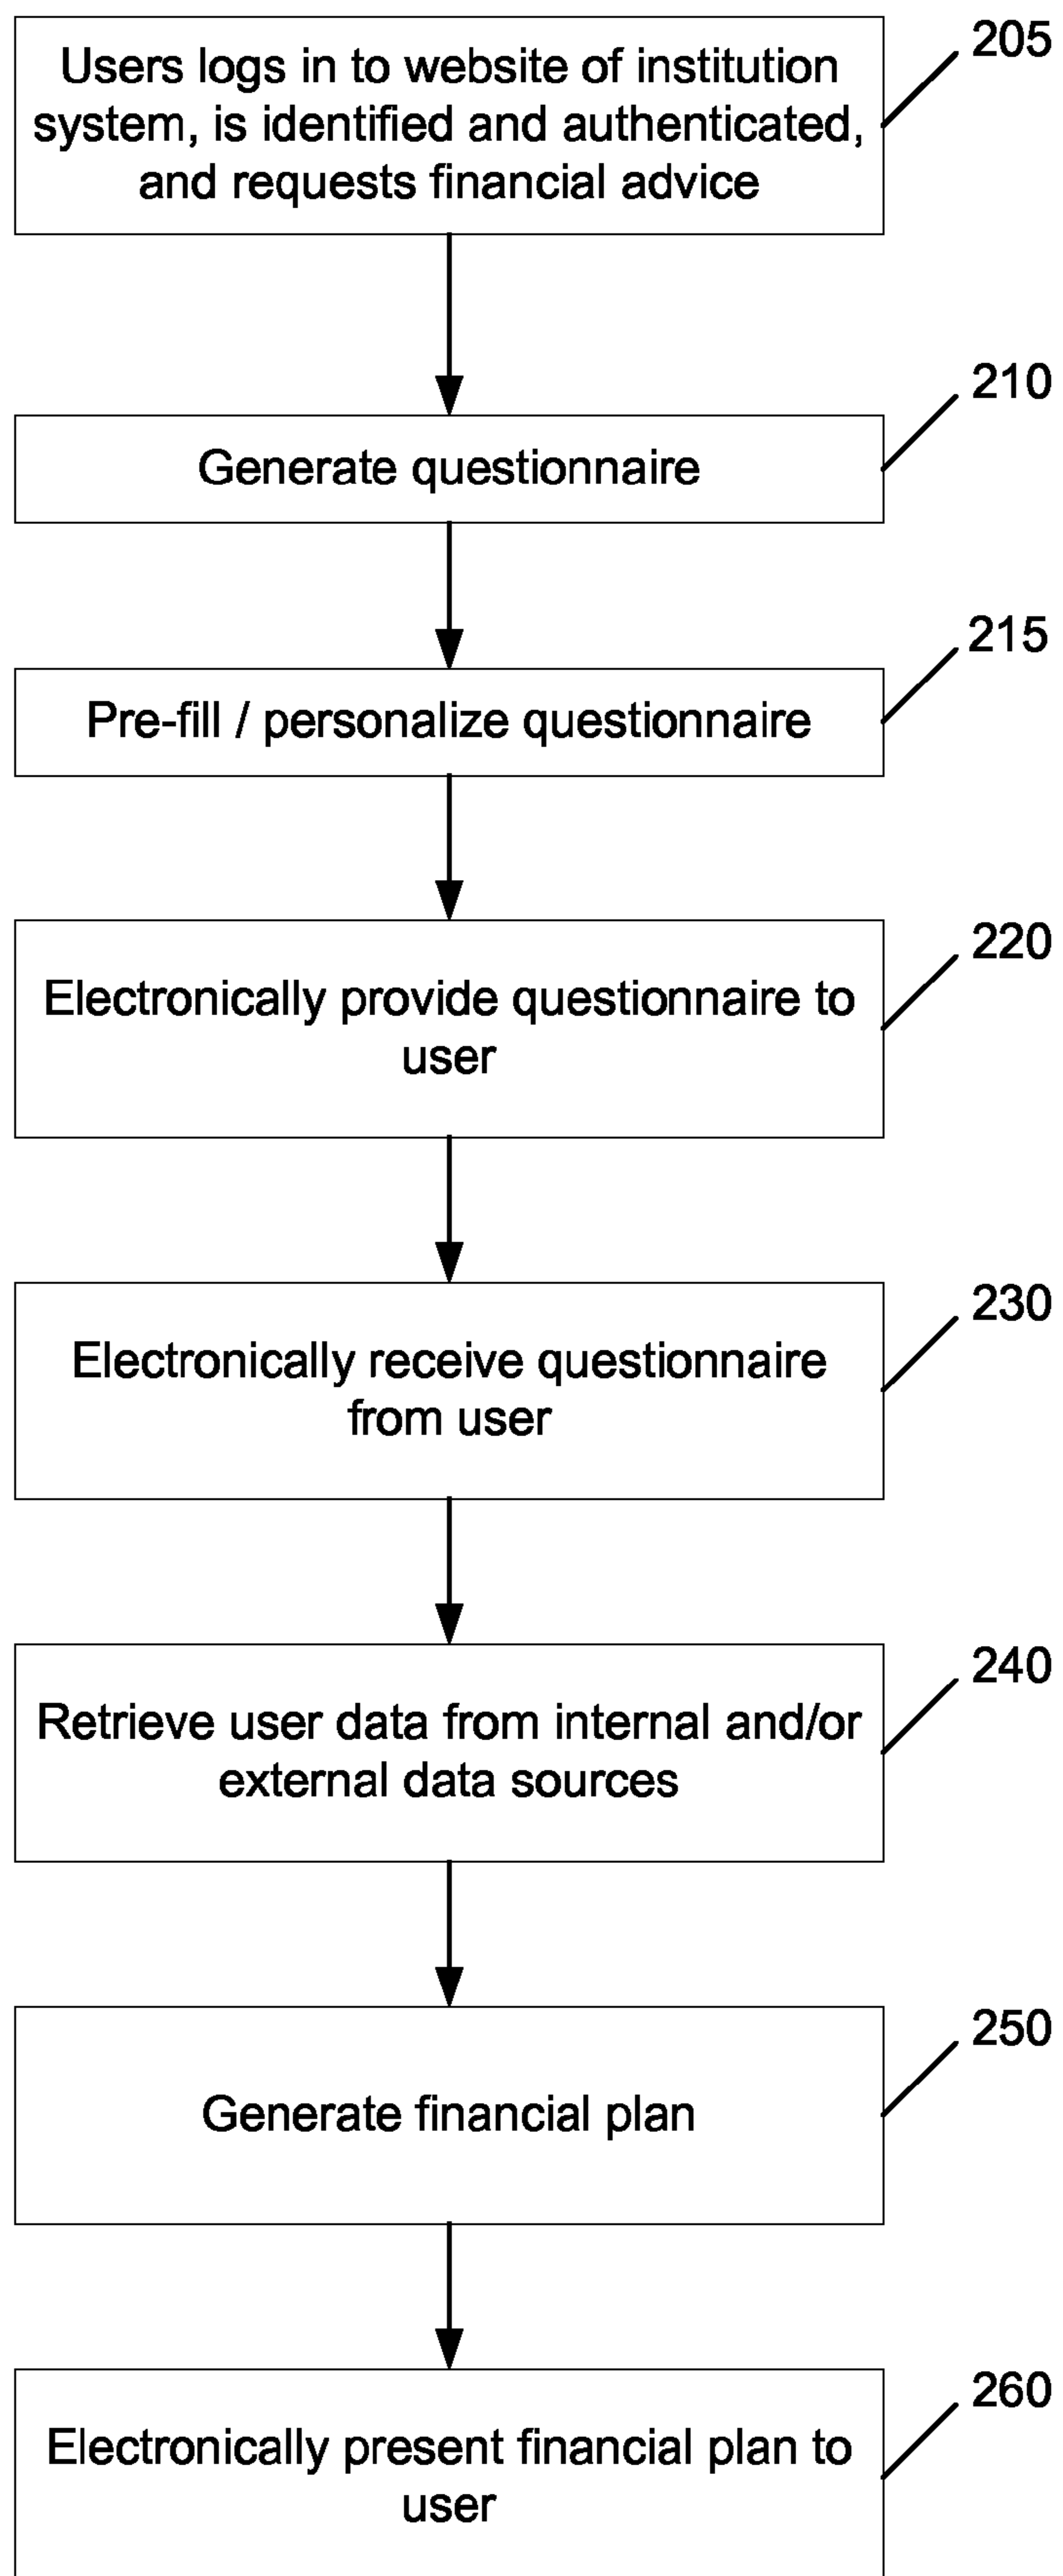 Users logs in to website of institution
system, is identified and authenticated,
and requests financial advice
205
Generate questionnaire
210
Pre-fill / personalize questionnaire
215
Electronically provide questionnaire to
user
220
Electronically receive questionnaire
from user
230
Retrieve user data from internal and/or
external data sources
240
Generate financial plan
250
Electronically present financial plan to
user
260